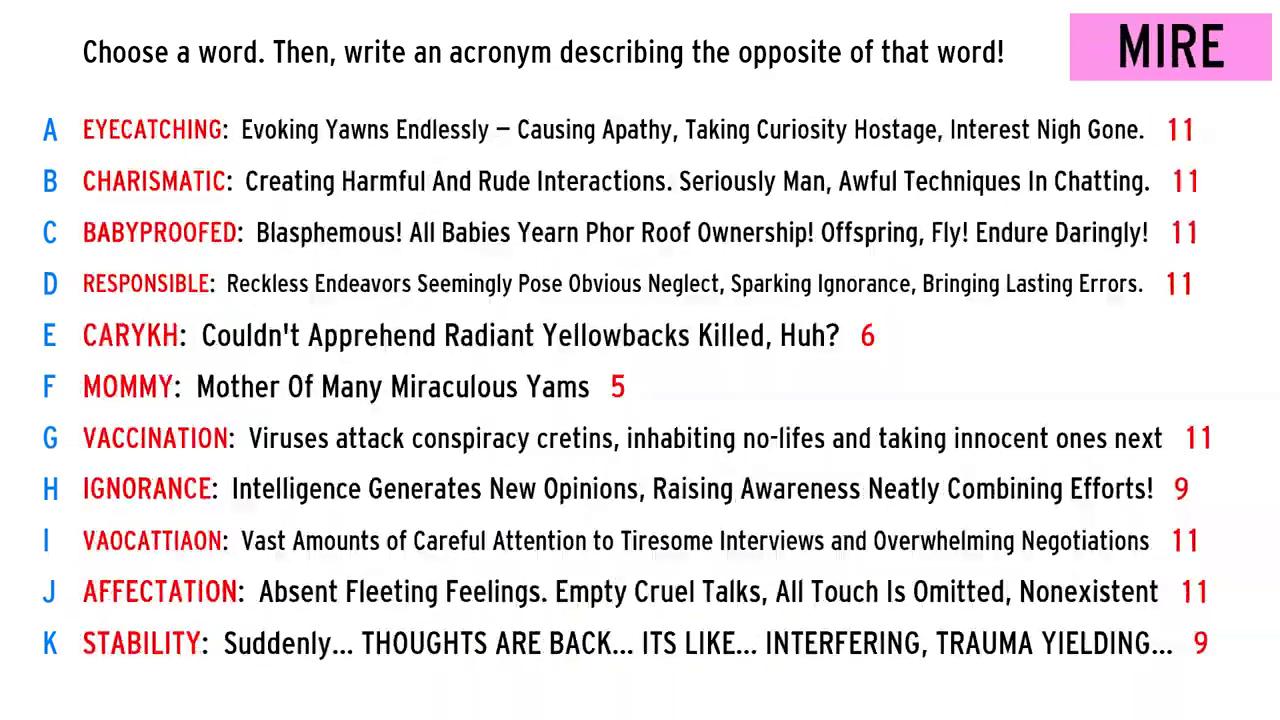 Choose a word. Then, write an acronym describing the opposite of that word!
MIRE
A EYECATCHING: Evoking Yawns Endlessly – Causing Apathy, Taking Curiosity Hostage, Interest Nigh Gone. 11
B CHARISMATIC: Creating Harmful And Rude Interactions. Seriously Man, Awful Techniques In Chatting. 11
C BABYPROOFED: Blasphemous! All Babies Yearn Phor Roof Ownership! Offspring, Fly! Endure Daringly! 11
D RESPONSIBLE: Reckless Endeavors Seemingly Pose Obvious Neglect, Sparking Ignorance, Bringing Lasting Errors. 11
E CARYKH: Couldn't Apprehend Radiant Yellowbacks Killed, Huh? 6
F MOMMY: Mother Of Many Miraculous Yams 5
G VACCINATION: Viruses attack conspiracy cretins, inhabiting no-lifes and taking innocent ones next 11
H IGNORANCE: Intelligence Generates New Opinions, Raising Awareness Neatly Combining Efforts! 9
I VAOCATTIAON: Vast Amounts of Careful Attention to Tiresome Interviews and Overwhelming Negotiations 11
J AFFECTATION: Absent Fleeting Feelings. Empty Cruel Talks, All Touch Is Omitted, Nonexistent 11
K STABILITY: Suddenly... THOUGHTS ARE BACK... ITS LIKE... INTERFERING, TRAUMA YIELDING... 9